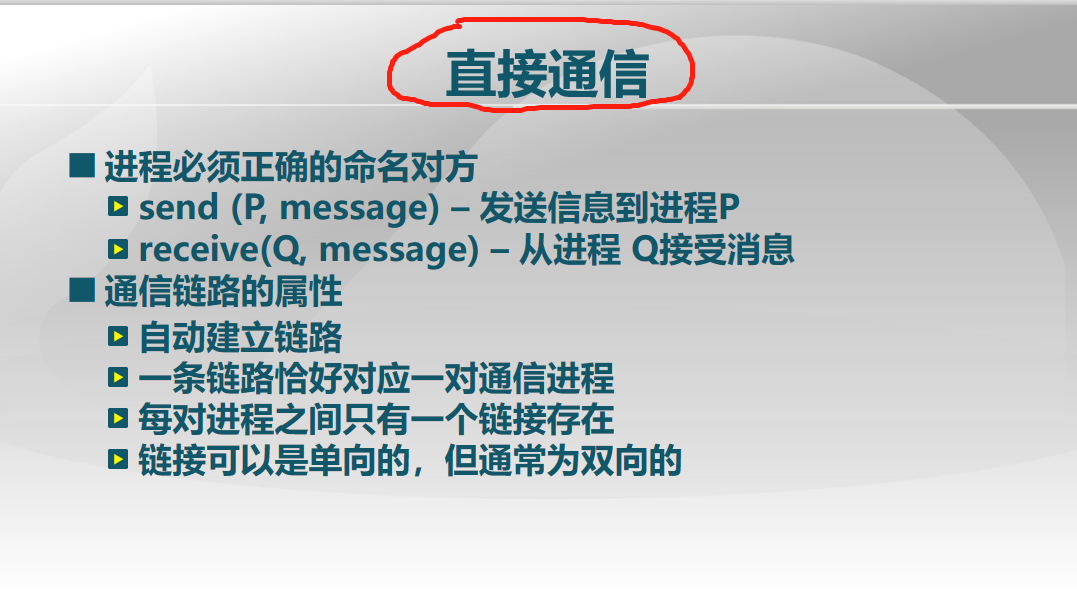 直接通信
进程必须正确的命名对方
send (P, message) – 发送信息到进程P
receive(Q, message) – 从进程 Q接受消息
通信链路的属性
自动建立链路
一条链路恰好对应一对通信进程
每对进程之间只有一个链接存在
链接可以是单向的，但通常为双向的